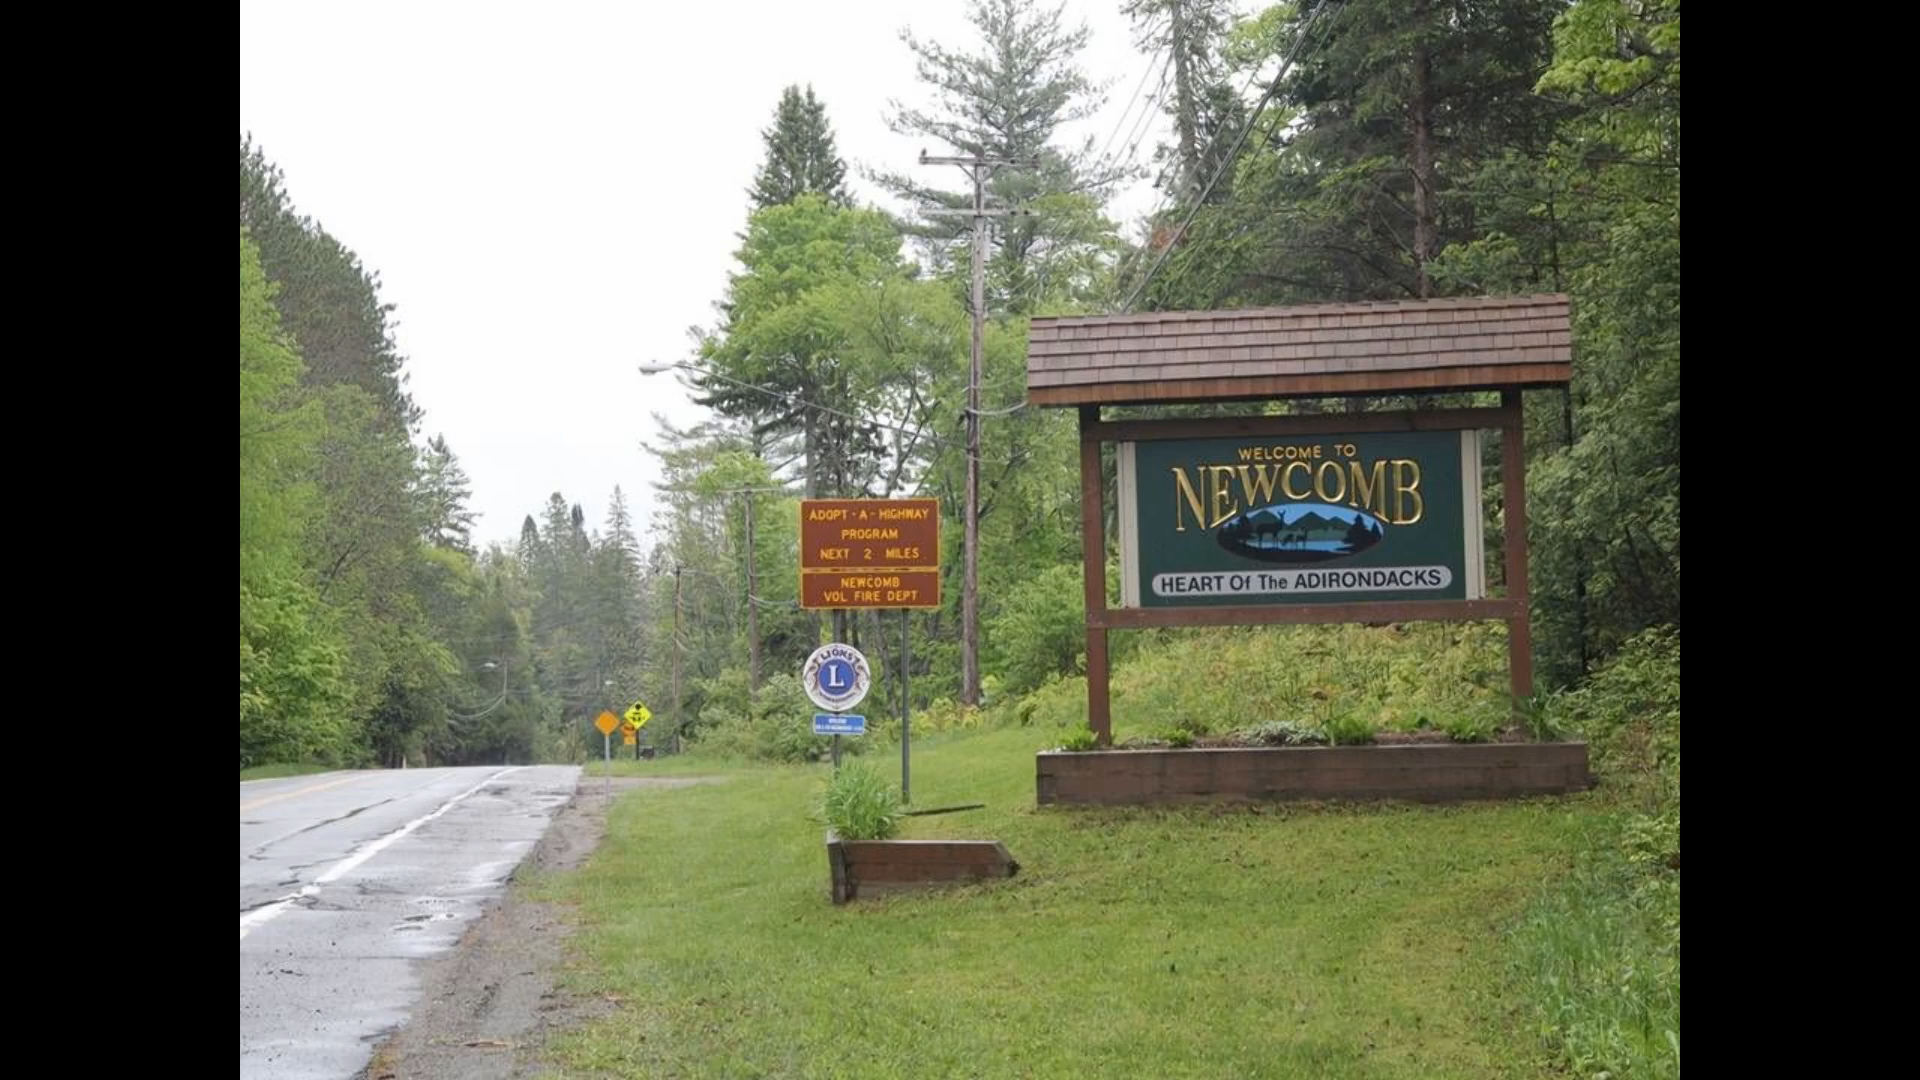 WELCOME TO
NEWCOMB
HEART Of The ADIRONDACKS
ADOPT-A-HIGHWAY
PROGRAM
NEXT 2 MILES
NEWCOMB
VOL FIRE DEPT
LIONS
L